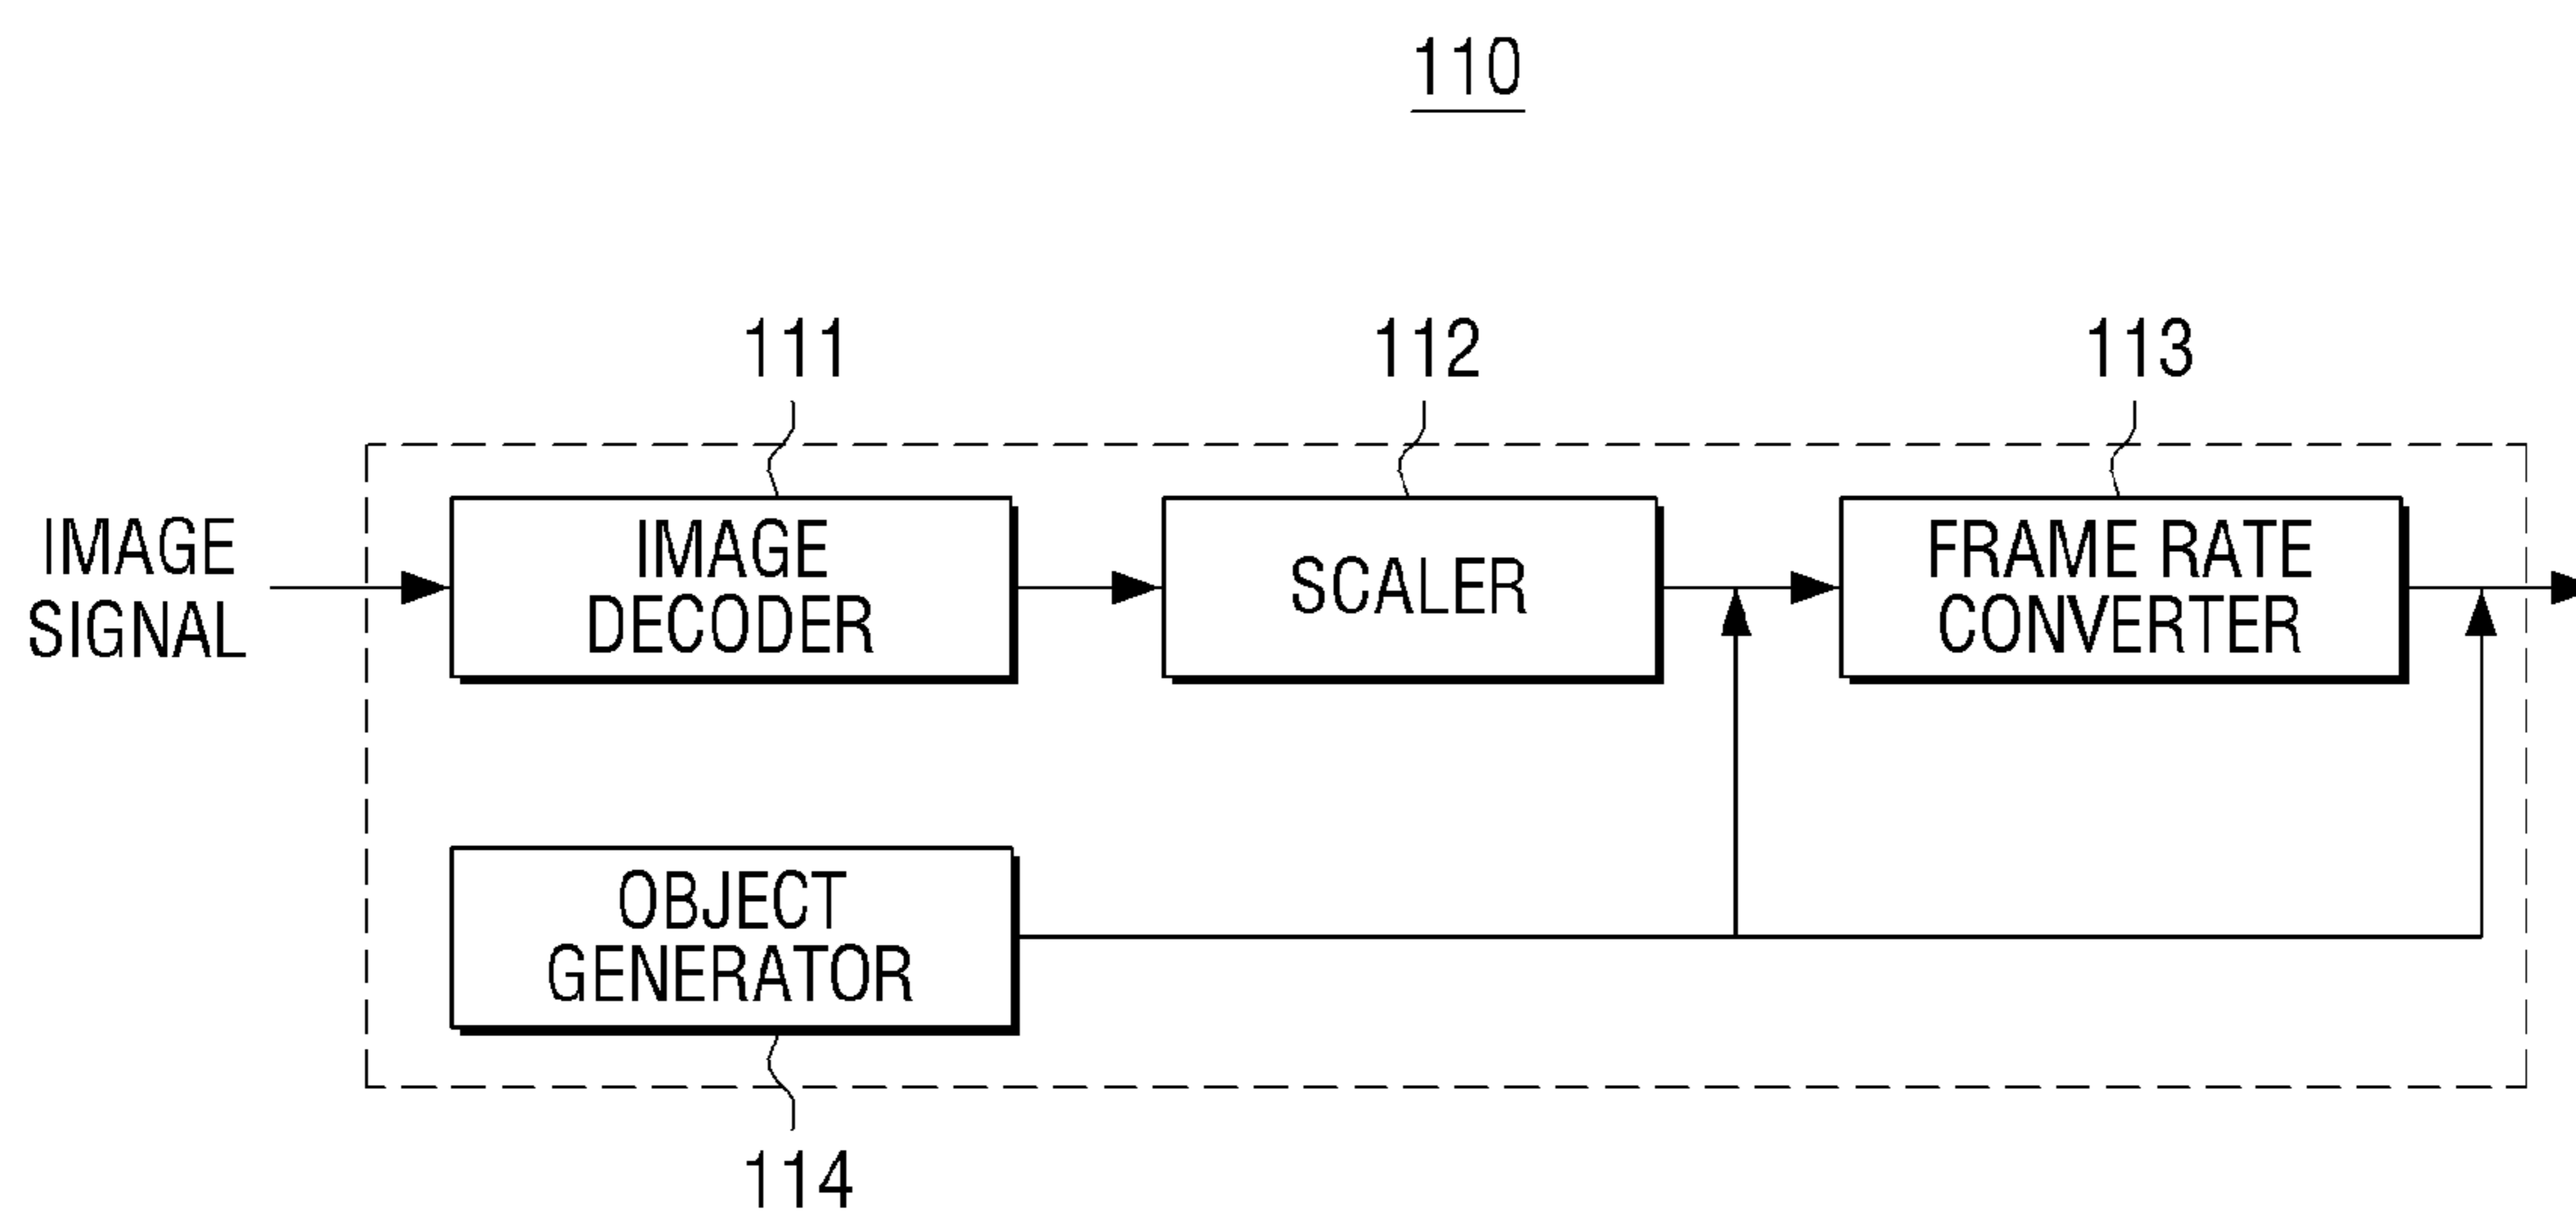 110
111
112
113
IMAGE
SIGNAL
IMAGE
DECODER
SCALER
FRAME RATE
CONVERTER
OBJECT
GENERATOR
114